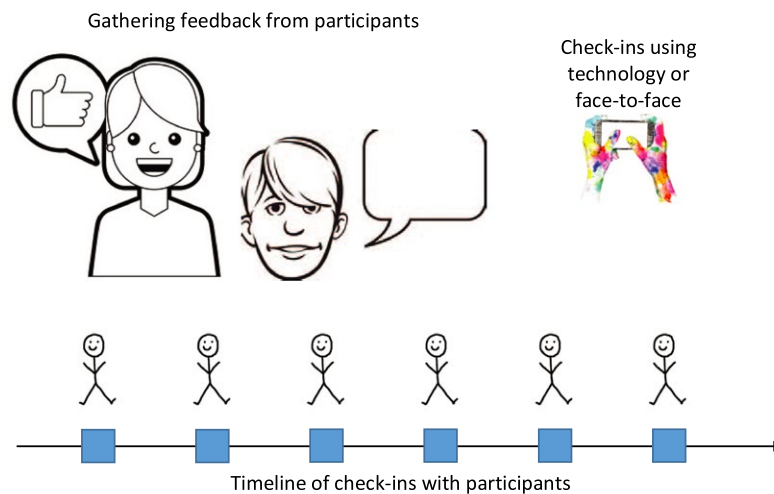 Gathering feedback from participants
Check-ins using
technology or
face-to-face
Timeline of check-ins with participants